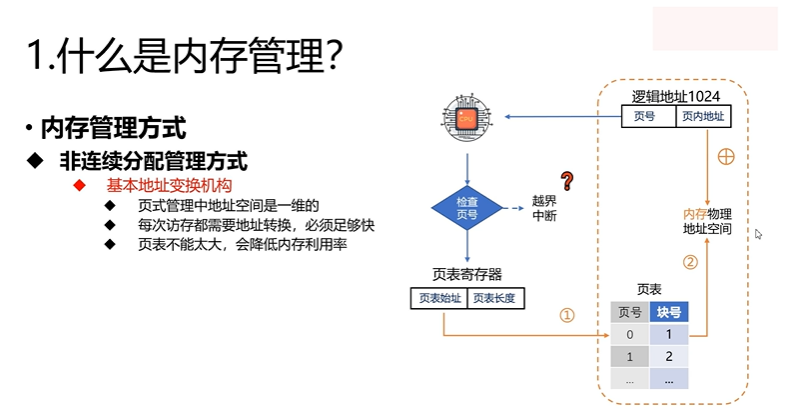 1.什么是内存管理？
• 内存管理方式
◆ 非连续分配管理方式
◆ 基本地址变换机构
◆ 页式管理中地址空间是一维的
◆ 每次访存都需要地址转换，必须足够快
◆ 页表不能太大，会降低内存利用率
逻辑地址1024
页号 页内地址
CPU
检查
页号
?
越界
中断
内存物理
地址空间
页表寄存器
页表始址 页表长度
①
②
页表
页号 块号
0 1
1 2
... ...